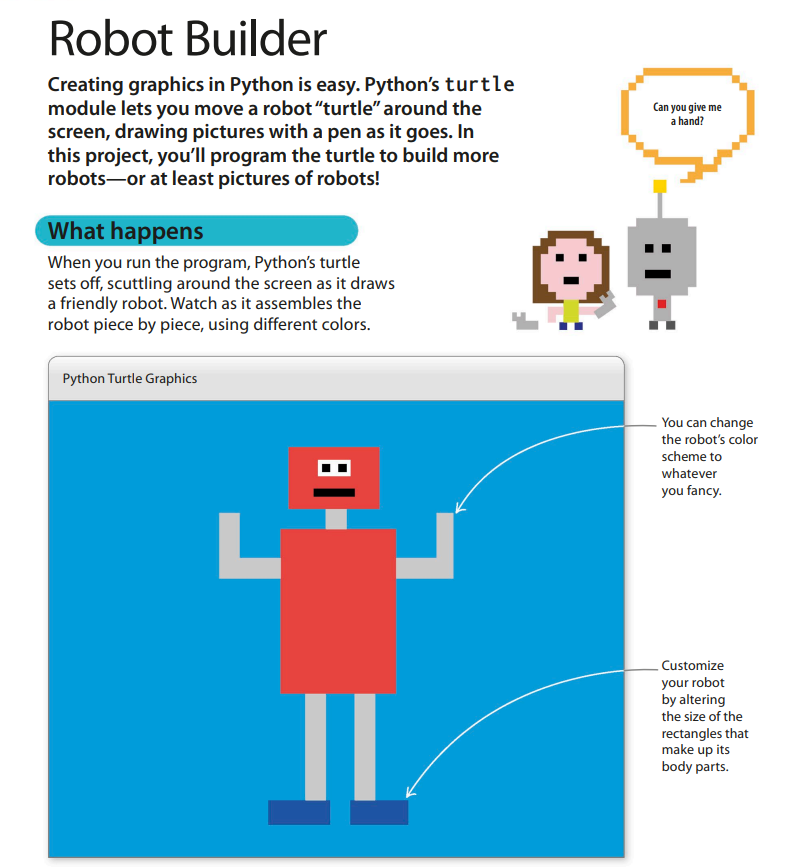 Robot Builder
Creating graphics in Python is easy. Python’s turtle
module lets you move a robot “turtle” around the
screen, drawing pictures with a pen as it goes. In
this project, you’ll program the turtle to build more
robots—or at least pictures of robots!
Can you give me
a hand?
What happens
When you run the program, Python’s turtle
sets off, scuttling around the screen as it draws
a friendly robot. Watch as it assembles the
robot piece by piece, using different colors.
Python Turtle Graphics
You can change
the robot’s color
scheme to
whatever
you fancy.
Customize
your robot
by altering
the size of the
rectangles that
make up its
body parts.